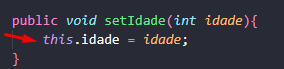 public void setIdade(int idade){
this.idade = idade;
}